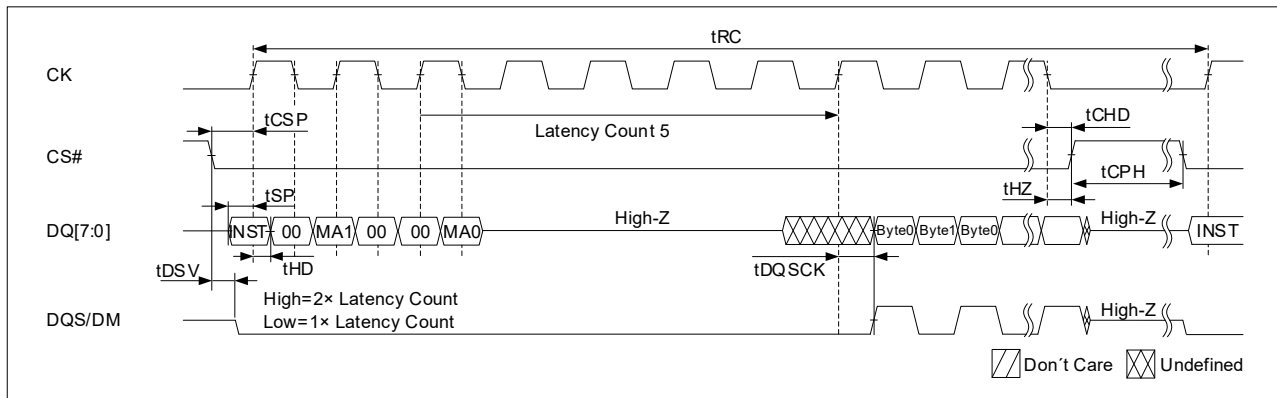 tRC
CK
tCSP
Latency Count 5
tCHD
CS#
tCPH
tSP
tHZ
DQ[7:0]
INST 00 MA1 00 00 MA0 High-Z Byte0 Byte1 Byte0 High-Z INST
tDSV
tHD
tDQSCK
High=2× Latency Count
Low=1× Latency Count
DQS/DM
High-Z
Don´t Care Undefined